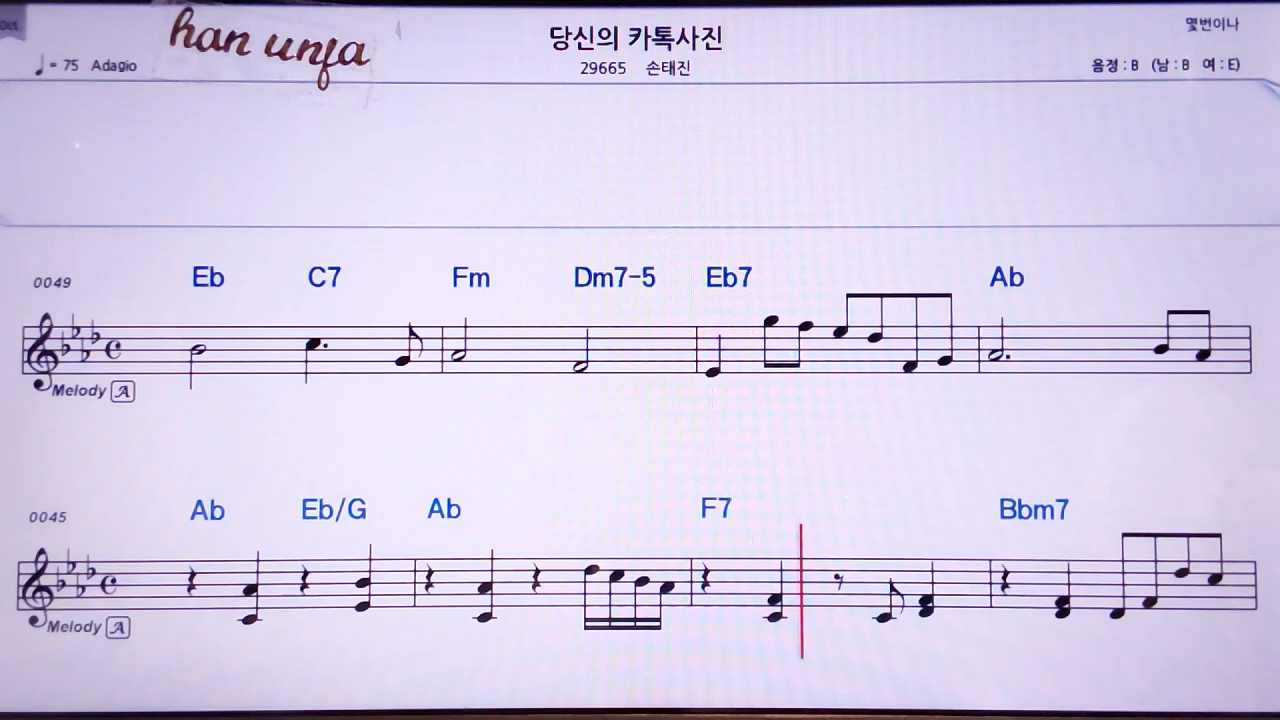 han unja
당신의 카톡사진
몇번이나
♩= 75 Adagio
29665 손태진
음정 : B (남 : B 여 : E)
0049 Eb C7 Fm Dm7-5 Eb7 Ab
Melody A
0045 Ab Eb/G Ab F7 Bbm7
Melody A